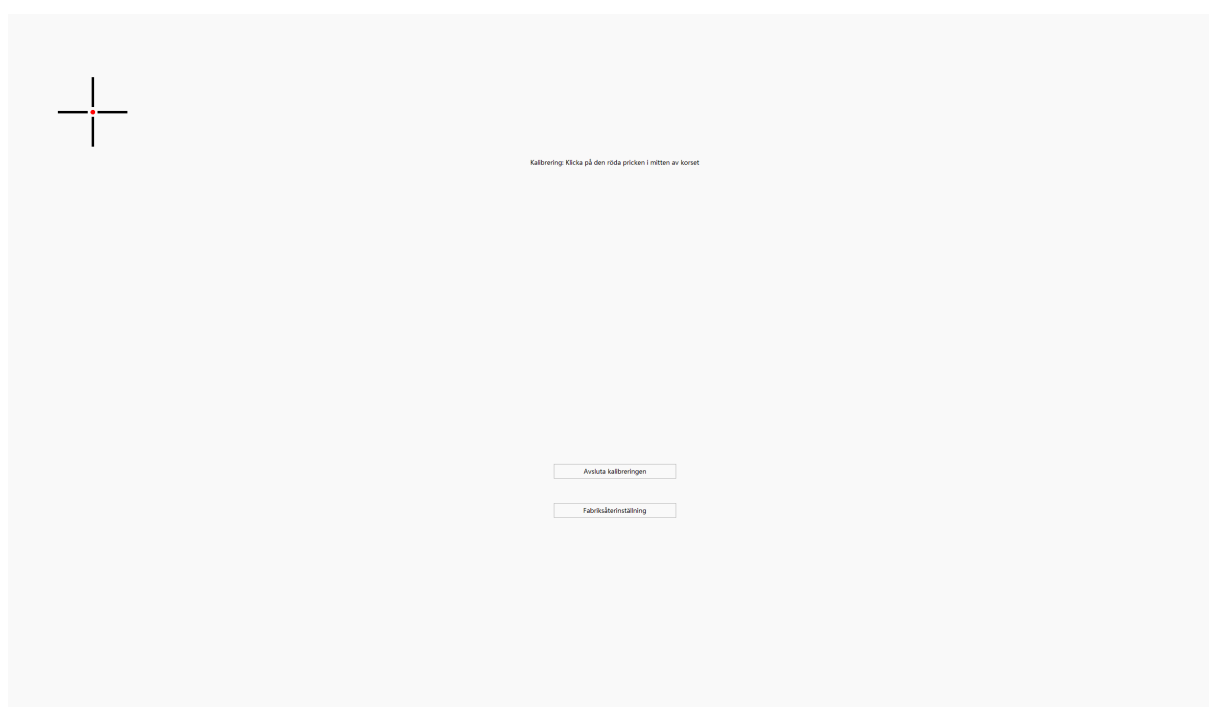 Kalibrering: Klicka på den röda pricken i mitten av korset
Avsluta kalibreringen
Fabriksåterinställning